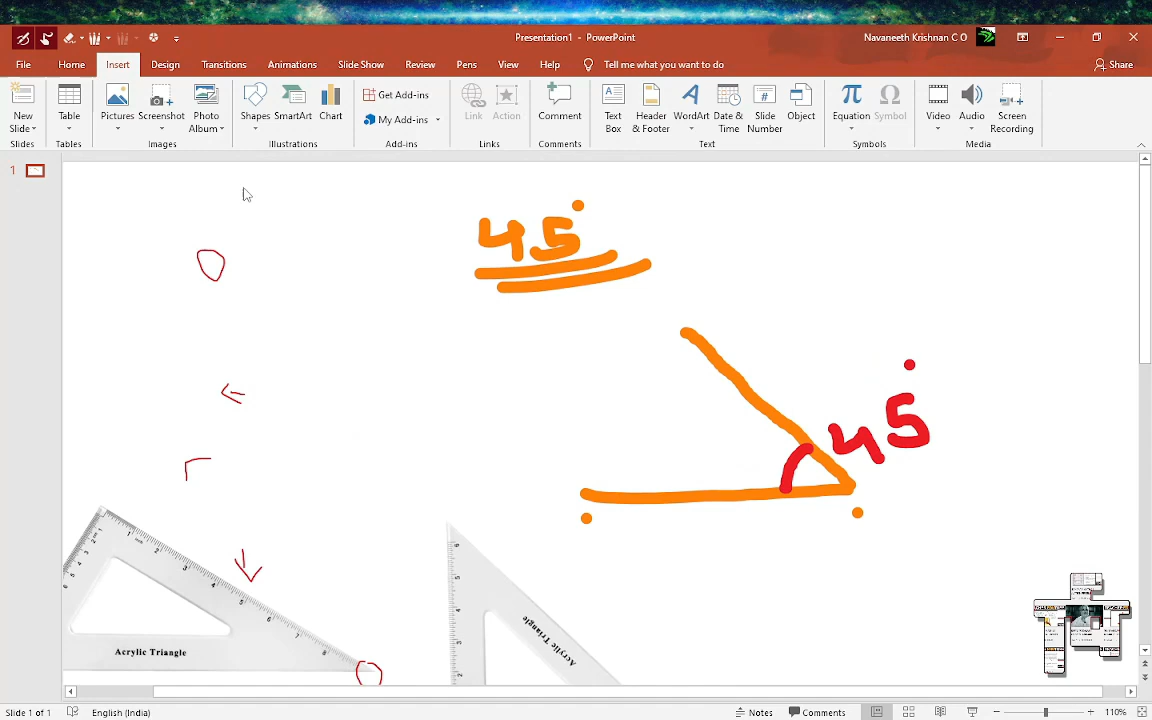 Presentation1 - PowerPoint
Navaneeth Krishnan C O
File Home Insert Design Transitions Animations Slide Show Review Pens View Help Tell me what you want to do Share
New Slide Table Pictures Screenshot Photo Album Shapes SmartArt Chart Get Add-ins My Add-ins Link Action Comment Text Box Header & Footer WordArt Date & Time Slide Number Object Equation Symbol Video Audio Screen Recording
Slides Tables Images Illustrations Add-ins Links Comments Text Symbols Media
1
45
45
Acrylic Triangle
Acrylic Triangle
Slide 1 of 1 English (India) Notes Comments 110%